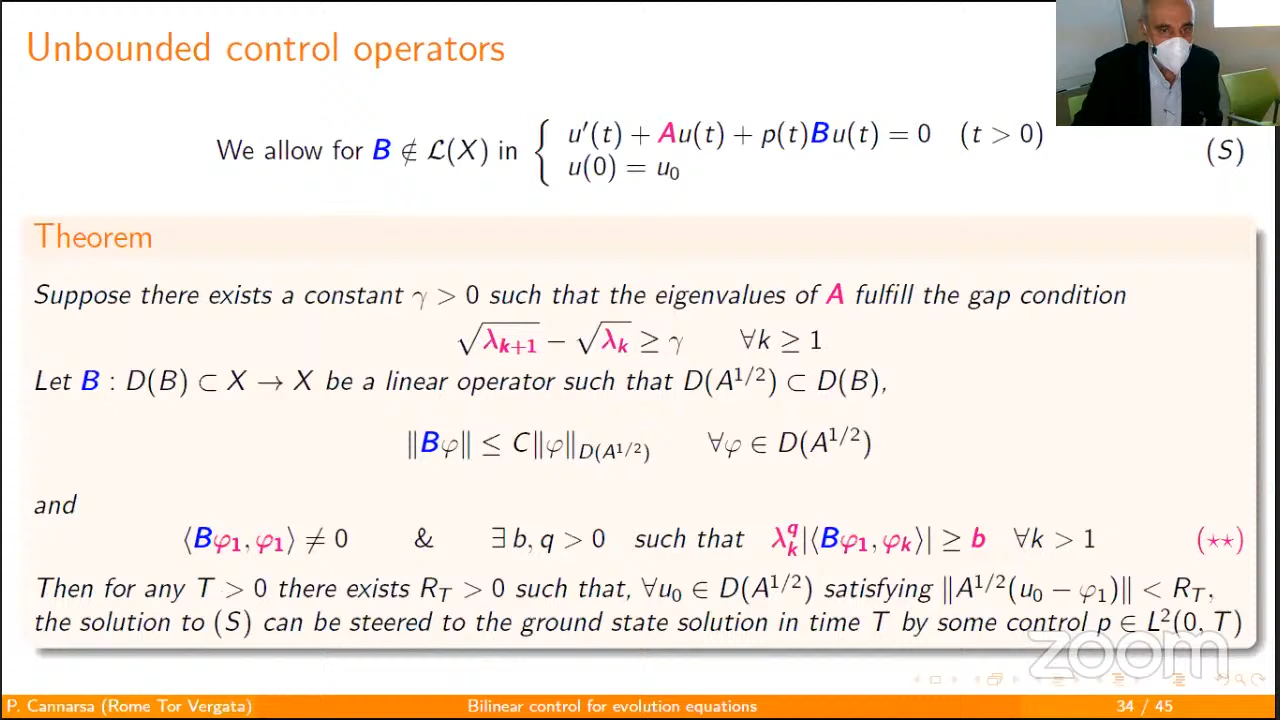 Unbounded control operators
We allow for B ∉ ℒ(X) in { u′(t) + Au(t) + p(t)Bu(t) = 0 (t > 0)
u(0) = u₀ (S)
Theorem
Suppose there exists a constant γ > 0 such that the eigenvalues of A fulfill the gap condition
√λₖ₊₁ − √λₖ ≥ γ ∀k ≥ 1
Let B : D(B) ⊂ X → X be a linear operator such that D(A^{1/2}) ⊂ D(B),
‖Bφ‖ ≤ C‖φ‖_{D(A^{1/2})} ∀φ ∈ D(A^{1/2})
and
⟨Bφ₁, φ₁⟩ ≠ 0 & ∃ b, q > 0 such that λₖ^q|⟨Bφ₁, φₖ⟩| ≥ b ∀k > 1 (⋆⋆)
Then for any T > 0 there exists R_T > 0 such that, ∀u₀ ∈ D(A^{1/2}) satisfying ‖A^{1/2}(u₀ − φ₁)‖ < R_T,
the solution to (S) can be steered to the ground state solution in time T by some control p ∈ L²(0, T)
zoom
P. Cannarsa (Rome Tor Vergata) Bilinear control for evolution equations 34 / 45